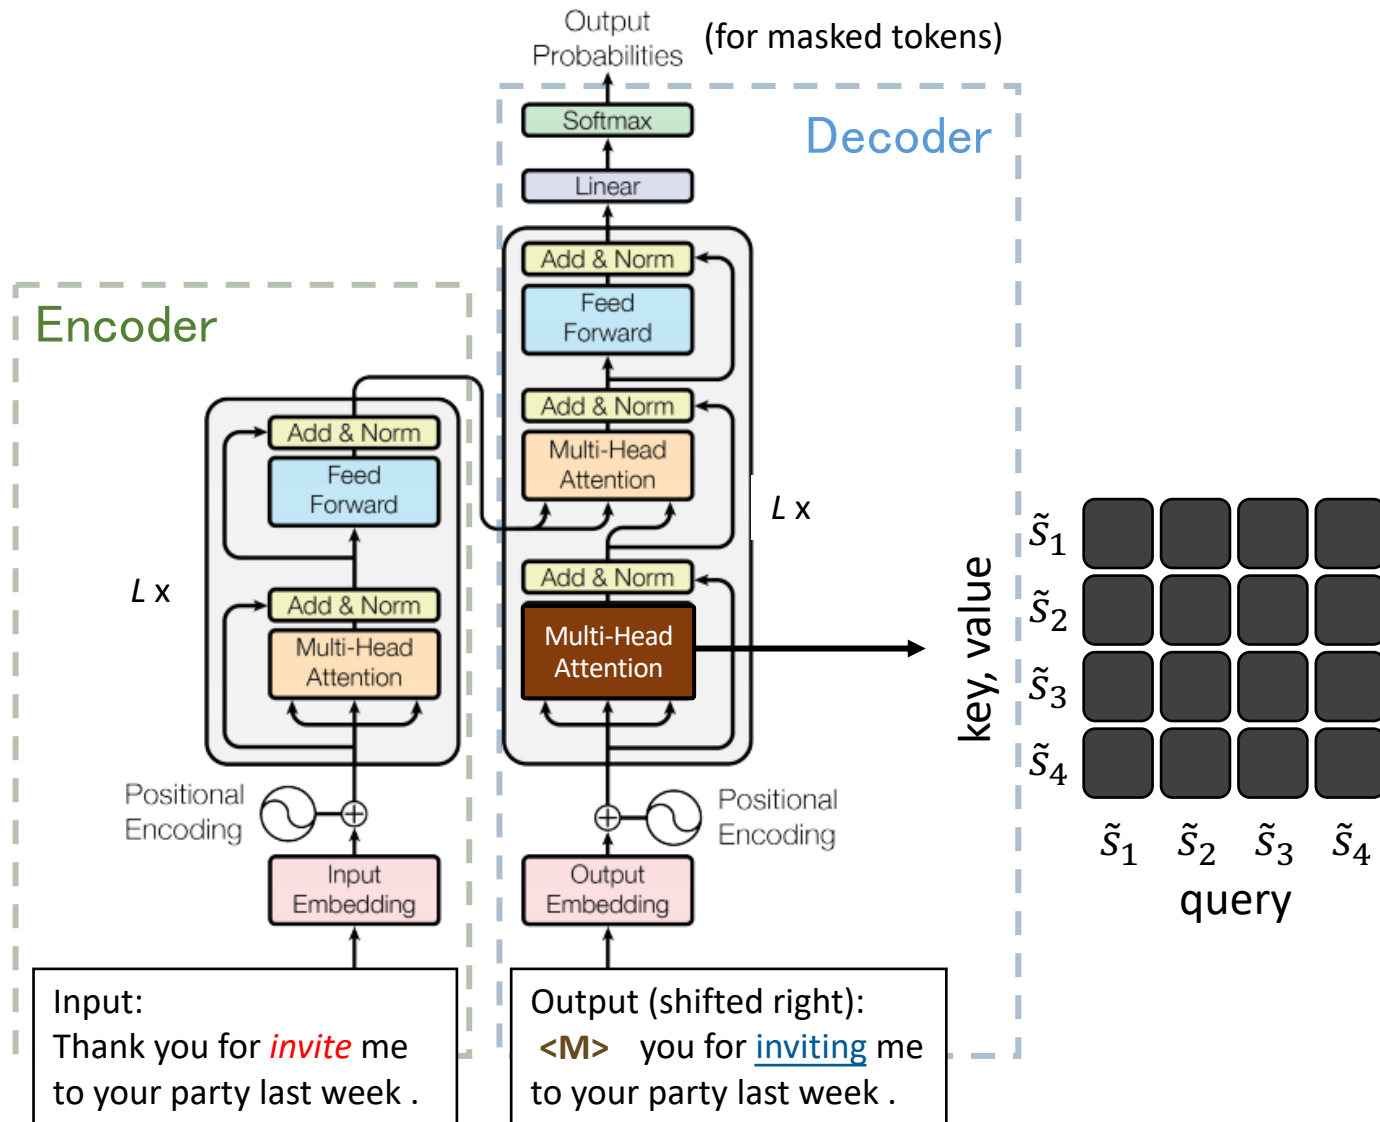 Output
Probabilities
(for masked tokens)
Softmax
Decoder
Linear
Add & Norm
Feed
Forward
Encoder
Add & Norm
Multi-Head
Attention
L x
Add & Norm
Feed
Forward
L x
Add & Norm
Multi-Head
Attention
Add & Norm
Multi-Head
Attention
key, value
s̃1
s̃2
s̃3
s̃4
s̃1 s̃2 s̃3 s̃4
query
Positional
Encoding
Positional
Encoding
Input
Embedding
Output
Embedding
Input:
Thank you for invite me
to your party last week .
Output (shifted right):
<M> you for inviting me
to your party last week .